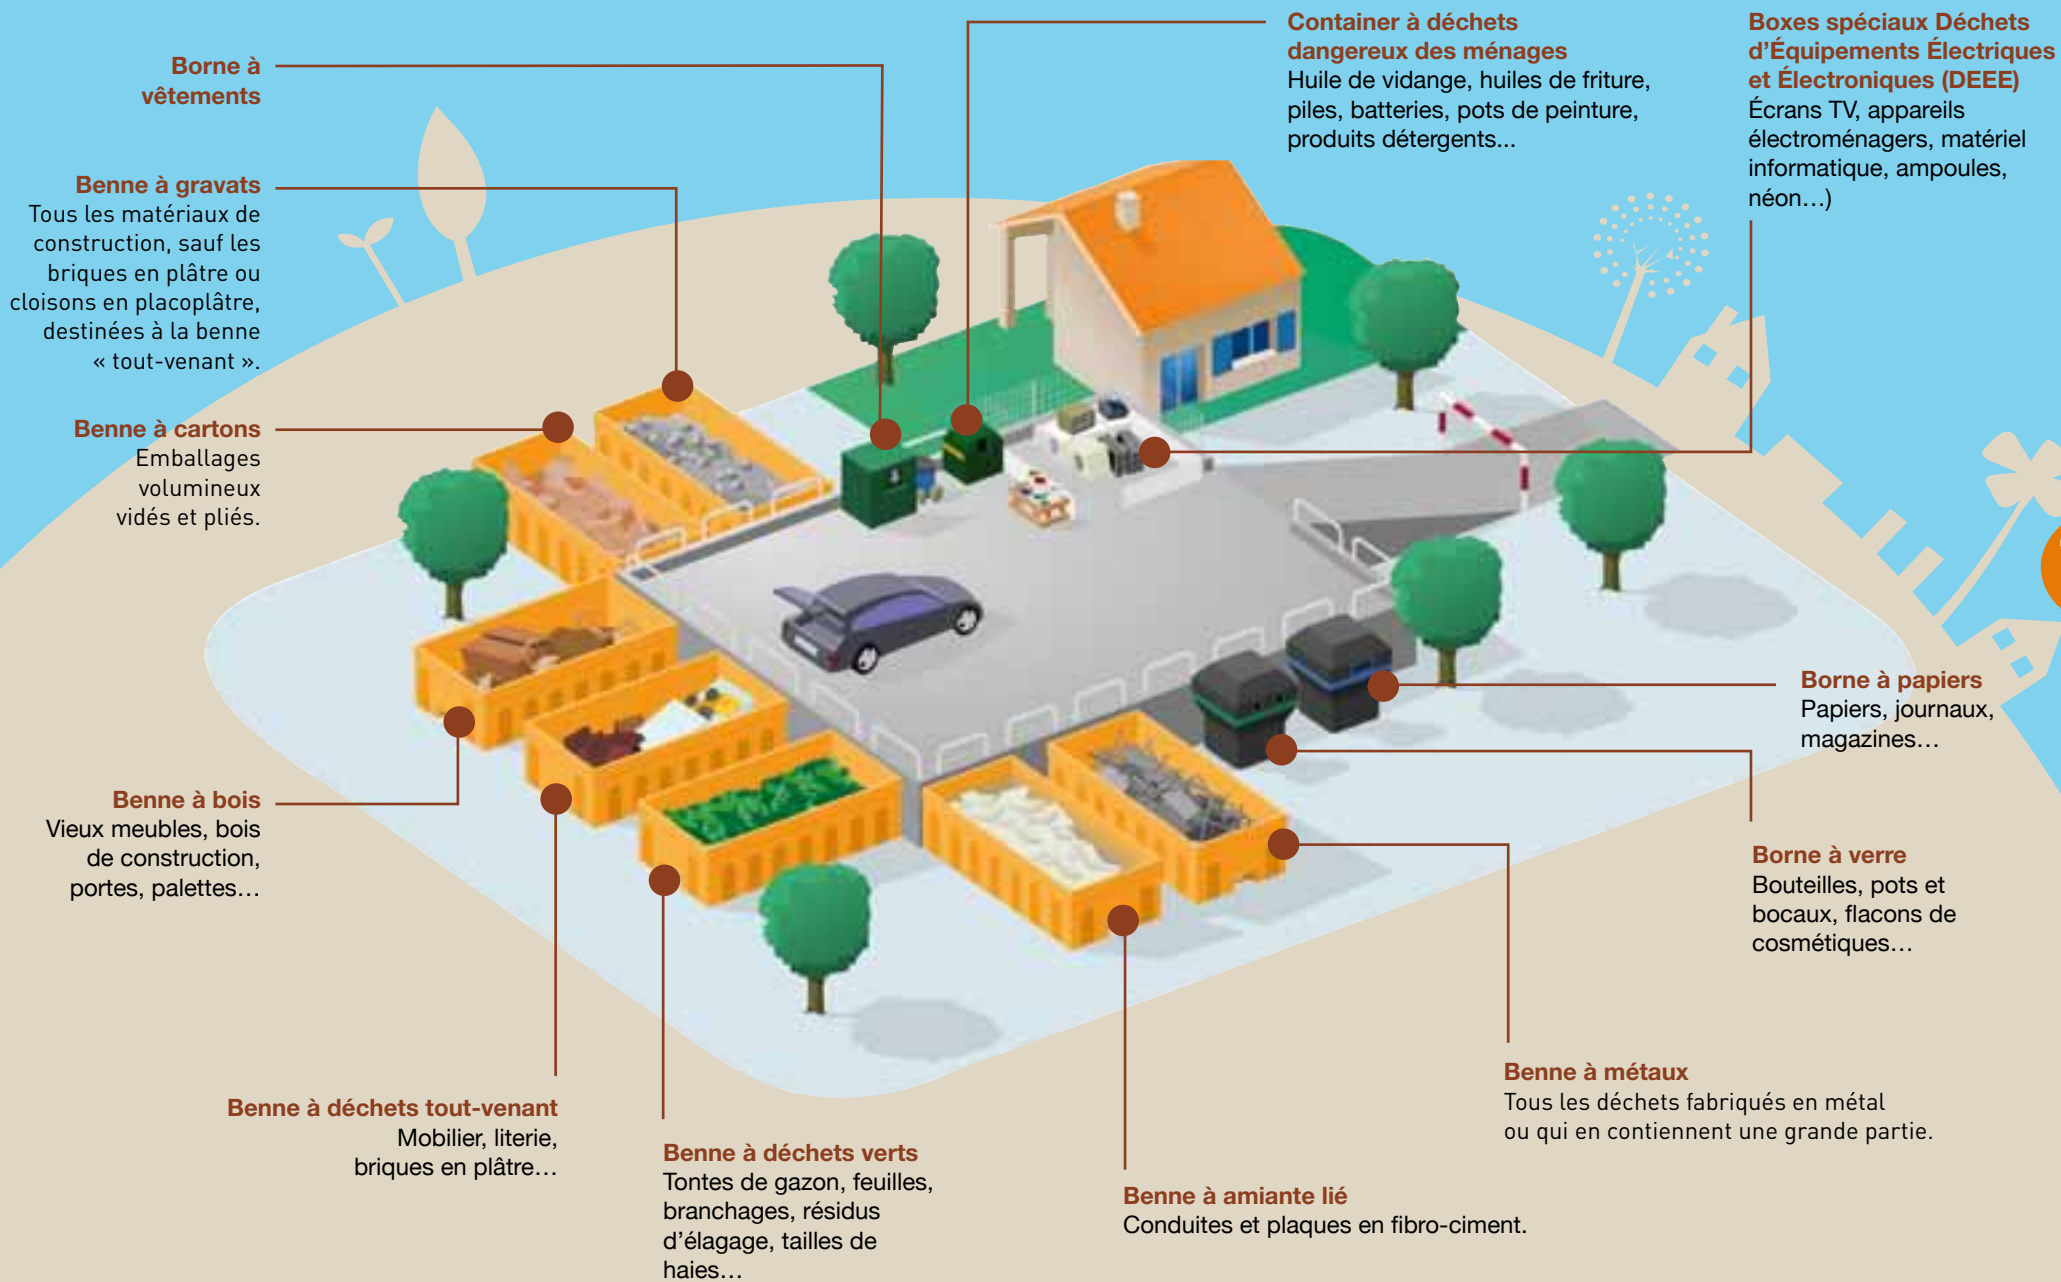 Borne à
vêtements
Benne à gravats
Tous les matériaux de
construction, sauf les
briques en plâtre ou
cloisons en placoplâtre,
destinées à la benne
« tout-venant ».
Benne à cartons
Emballages
volumineux
vidés et pliés.
Benne à bois
Vieux meubles, bois
de construction,
portes, palettes…
Benne à déchets tout-venant
Mobilier, literie,
briques en plâtre…
Benne à déchets verts
Tontes de gazon, feuilles,
branchages, résidus
d’élagage, tailles de
haies…
Benne à amiante lié
Conduites et plaques en fibro-ciment.
Benne à métaux
Tous les déchets fabriqués en métal
ou qui en contiennent une grande partie.
Borne à verre
Bouteilles, pots et
bocaux, flacons de
cosmétiques…
Borne à papiers
Papiers, journaux,
magazines…
Container à déchets
dangereux des ménages
Huile de vidange, huiles de friture,
piles, batteries, pots de peinture,
produits détergents...
Boxes spéciaux Déchets
d’Équipements Électriques
et Électroniques (DEEE)
Écrans TV, appareils
électroménagers, matériel
informatique, ampoules,
néon…)